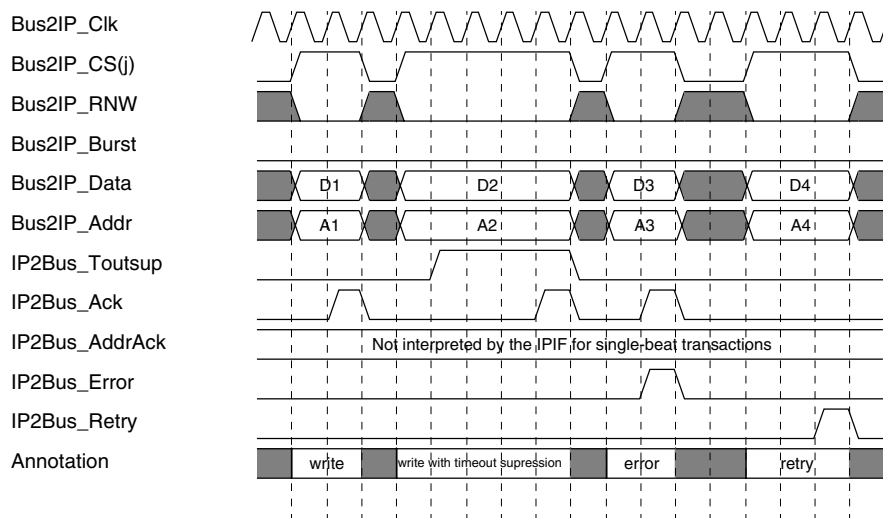 Bus2IP_Clk
Bus2IP_CS(j)
Bus2IP_RNW
Bus2IP_Burst
Bus2IP_Data D1 D2 D3 D4
Bus2IP_Addr A1 A2 A3 A4
IP2Bus_Toutsup
IP2Bus_Ack
IP2Bus_AddrAck Not interpreted by the IPIF for single-beat transactions
IP2Bus_Error
IP2Bus_Retry
Annotation write write with timeout supression error retry